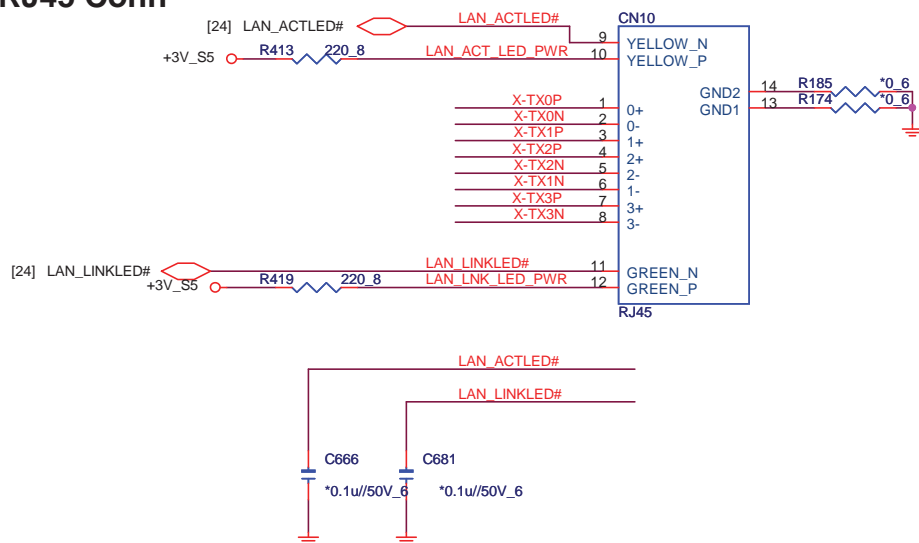 RJ45 Conn
[24] LAN_ACTLED#
LAN_ACTLED#
CN10
+3V_S5
R413
220_8
LAN_ACT_LED_PWR
9
YELLOW_N
10
YELLOW_P
GND2
14
R185
*0_6
GND1
13
R174
*0_6
X-TX0P
1
0+
X-TX0N
2
0-
X-TX1P
3
1+
X-TX2P
4
2+
X-TX2N
5
2-
X-TX1N
6
1-
X-TX3P
7
3+
X-TX3N
8
3-
[24] LAN_LINKLED#
LAN_LINKLED#
11
GREEN_N
+3V_S5
R419
220_8
LAN_LNK_LED_PWR
12
GREEN_P
RJ45
LAN_ACTLED#
LAN_LINKLED#
C666
*0.1u//50V_6
C681
*0.1u//50V_6